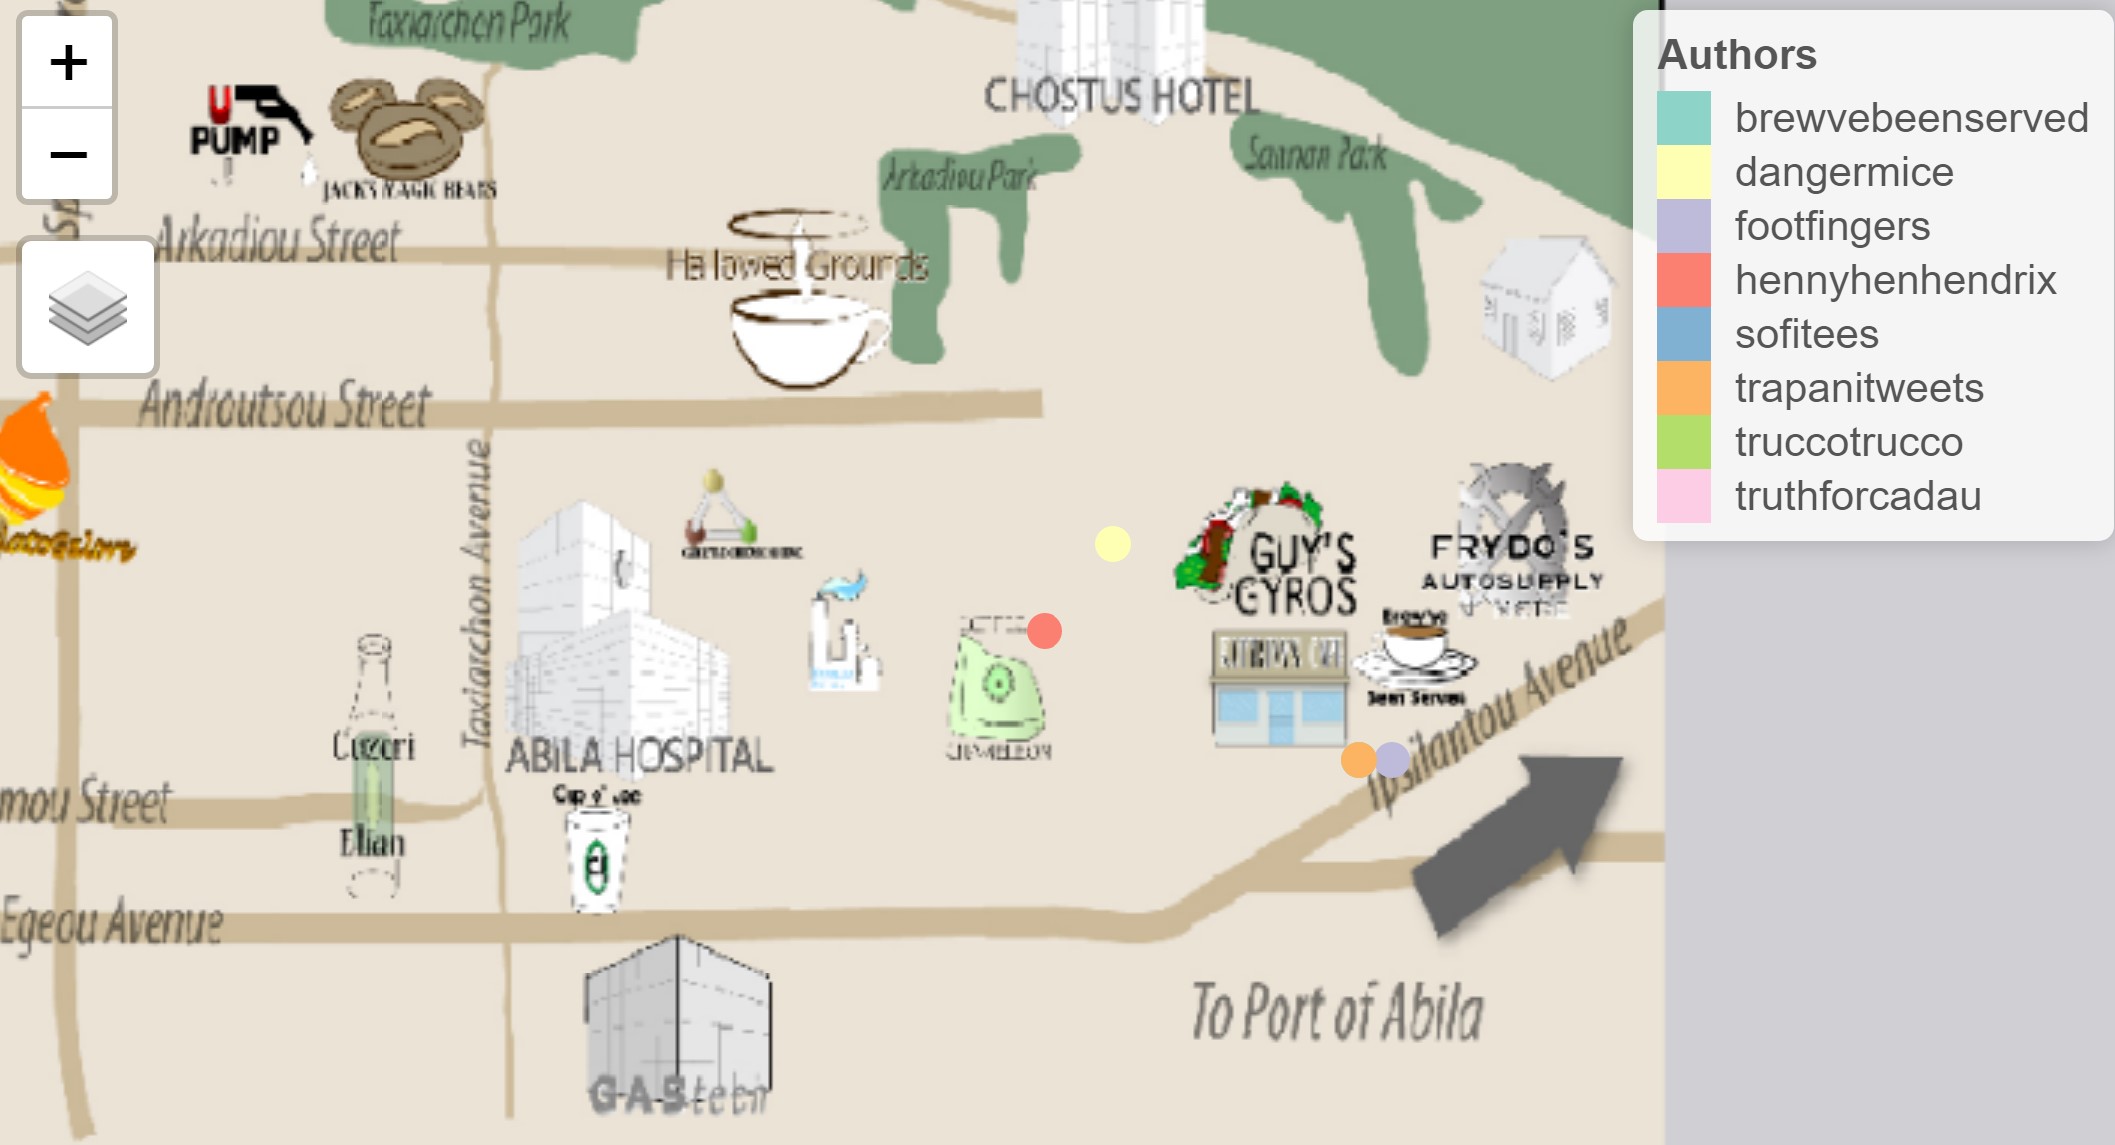 Taxiarchon Park
+
−
U
PUMP
JACK'S MAGIC BEANS
CHOSTUS HOTEL
Arkadiou Park
Sannan Park
Arkadiou Street
Hallowed Grounds
Androutsou Street
Taxiarchon Avenue
GUY'S
GYROS
FRYDO'S
AUTOSUPPLY
Brew've
Been Served
CHAMELEON
Ouzeri
Elian
ABILA HOSPITAL
Cup o' Joe
mou Street
Ipsilantou Avenue
Egeou Avenue
To Port of Abila
GAStech
Authors
brewvebeenserved
dangermice
footfingers
hennyhenhendrix
sofitees
trapanitweets
truccotrucco
truthforcadau